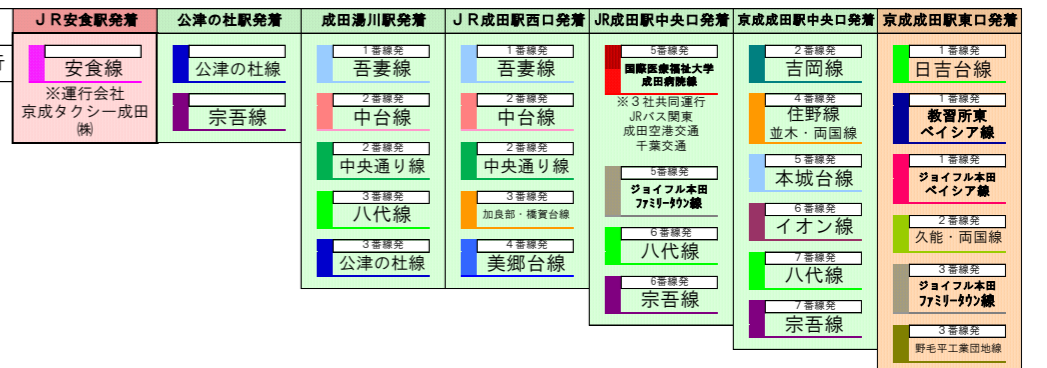 ＪＲ安食駅発着
行
安食線
※運行会社
京成タクシー成田
㈱
公津の杜駅発着
公津の杜線
宗吾線
成田湯川駅発着
１番線発
吾妻線
２番線発
中台線
２番線発
中央通り線
３番線発
八代線
３番線発
公津の杜線
ＪＲ成田駅西口発着
１番線発
吾妻線
２番線発
中台線
２番線発
中央通り線
３番線発
加良部・橋賀台線
４番線発
美郷台線
JR成田駅中央口発着
5番線発
国際医療福祉大学
成田病院線
※３社共同運行
JRバス関東
成田空港交通
千葉交通
5番線発
ジョイフル本田
ファミリータウン線
６番線発
八代線
6番線発
宗吾線
京成成田駅中央口発着
２番線発
吉岡線
４番線発
住野線
並木・両国線
５番線発
本城台線
６番線発
イオン線
７番線発
八代線
７番線発
宗吾線
京成成田駅東口発着
１番線発
日吉台線
１番線発
教習所東
ベイシア線
１番線発
ジョイフル本田
ベイシア線
２番線発
久能・両国線
３番線発
ジョイフル本田
ファミリータウン線
３番線発
野毛平工業団地線